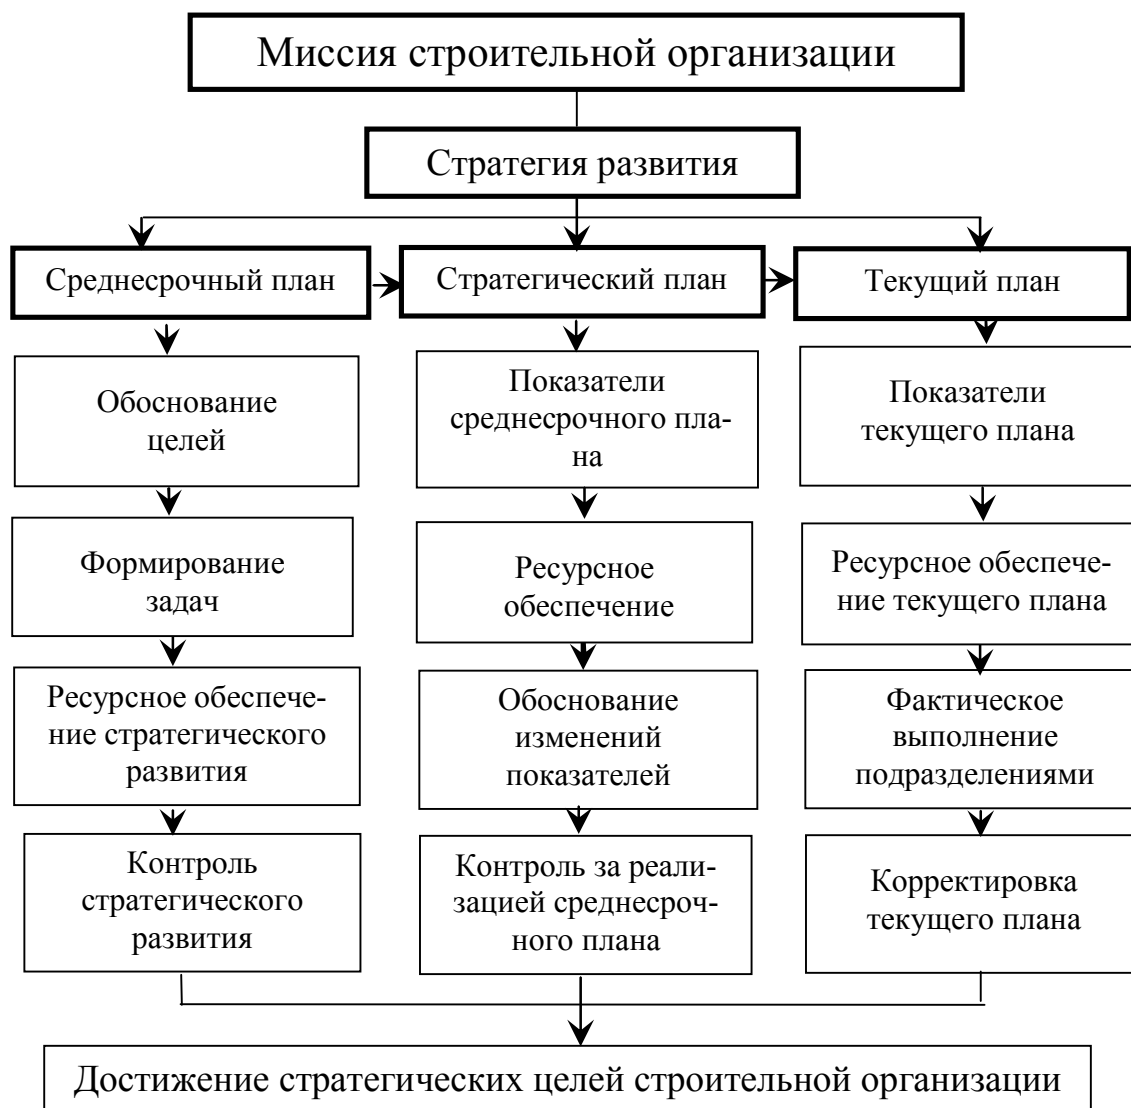 Миссия строительной организации
Стратегия развития
Среднесрочный план
Стратегический план
Текущий план
Обоснование
целей
Показатели
среднесрочного пла-
на
Показатели
текущего плана
Формирование
задач
Ресурсное
обеспечение
Ресурсное обеспече-
ние текущего плана
Ресурсное обеспече-
ние стратегического
развития
Обоснование
изменений
показателей
Фактическое
выполнение
подразделениями
Контроль
стратегического
развития
Контроль за реали-
зацией среднесроч-
ного плана
Корректировка
текущего плана
Достижение стратегических целей строительной организации